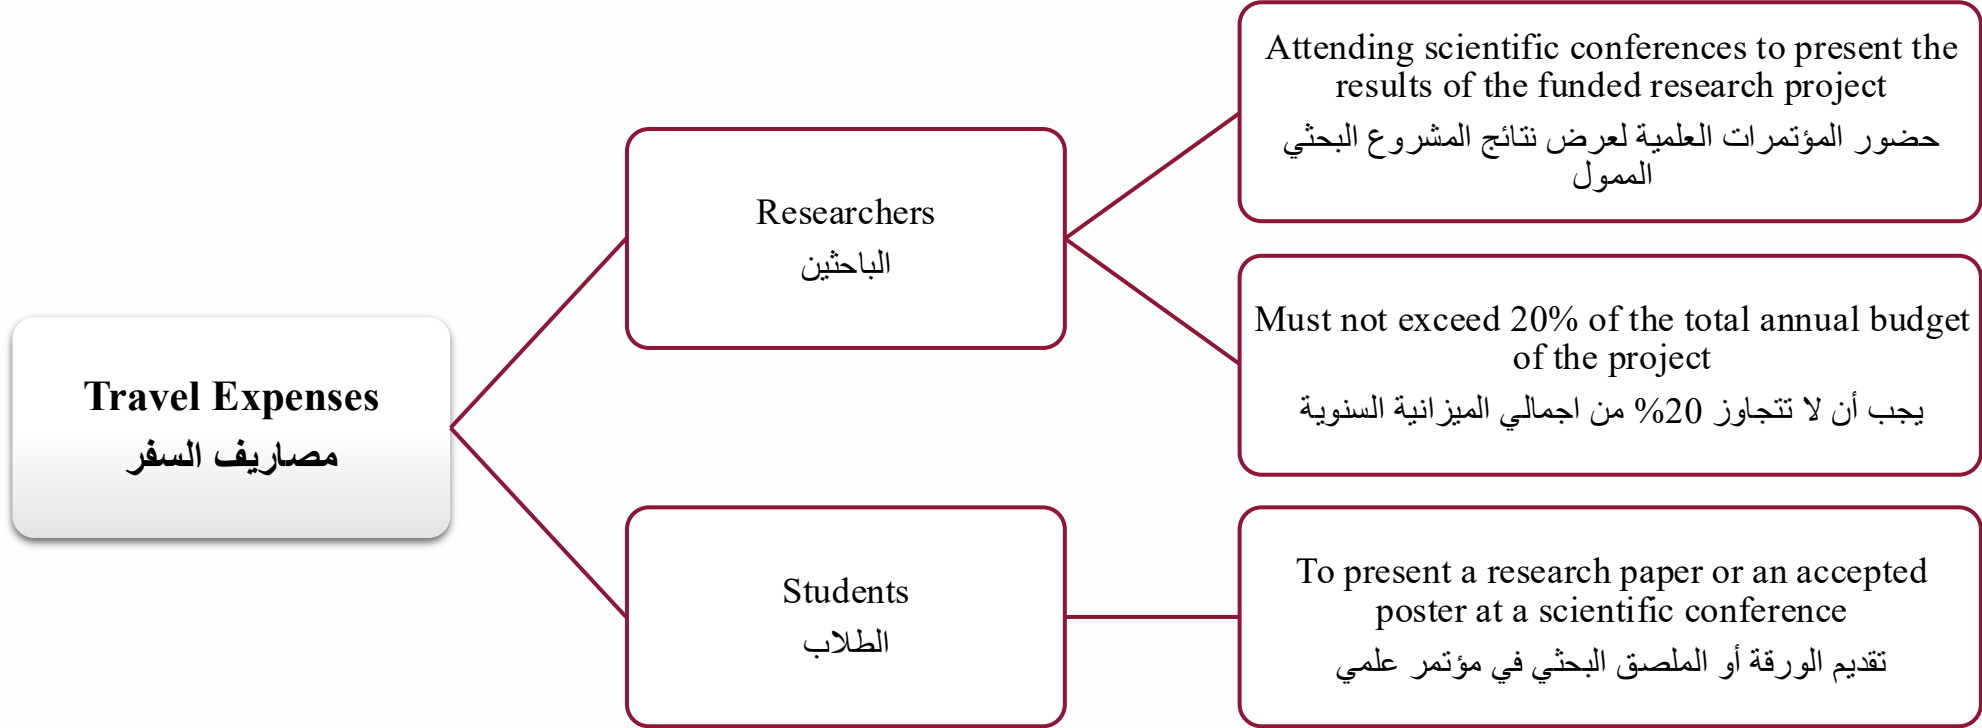 Travel Expenses
مصاريف السفر
Researchers
الباحثين
Attending scientific conferences to present the
results of the funded research project
حضور المؤتمرات العلمية لعرض نتائج المشروع البحثي
الممول
Must not exceed 20% of the total annual budget
of the project
يجب أن لا تتجاوز 20% من اجمالي الميزانية السنوية
Students
الطلاب
To present a research paper or an accepted
poster at a scientific conference
تقديم الورقة أو الملصق البحثي في مؤتمر علمي